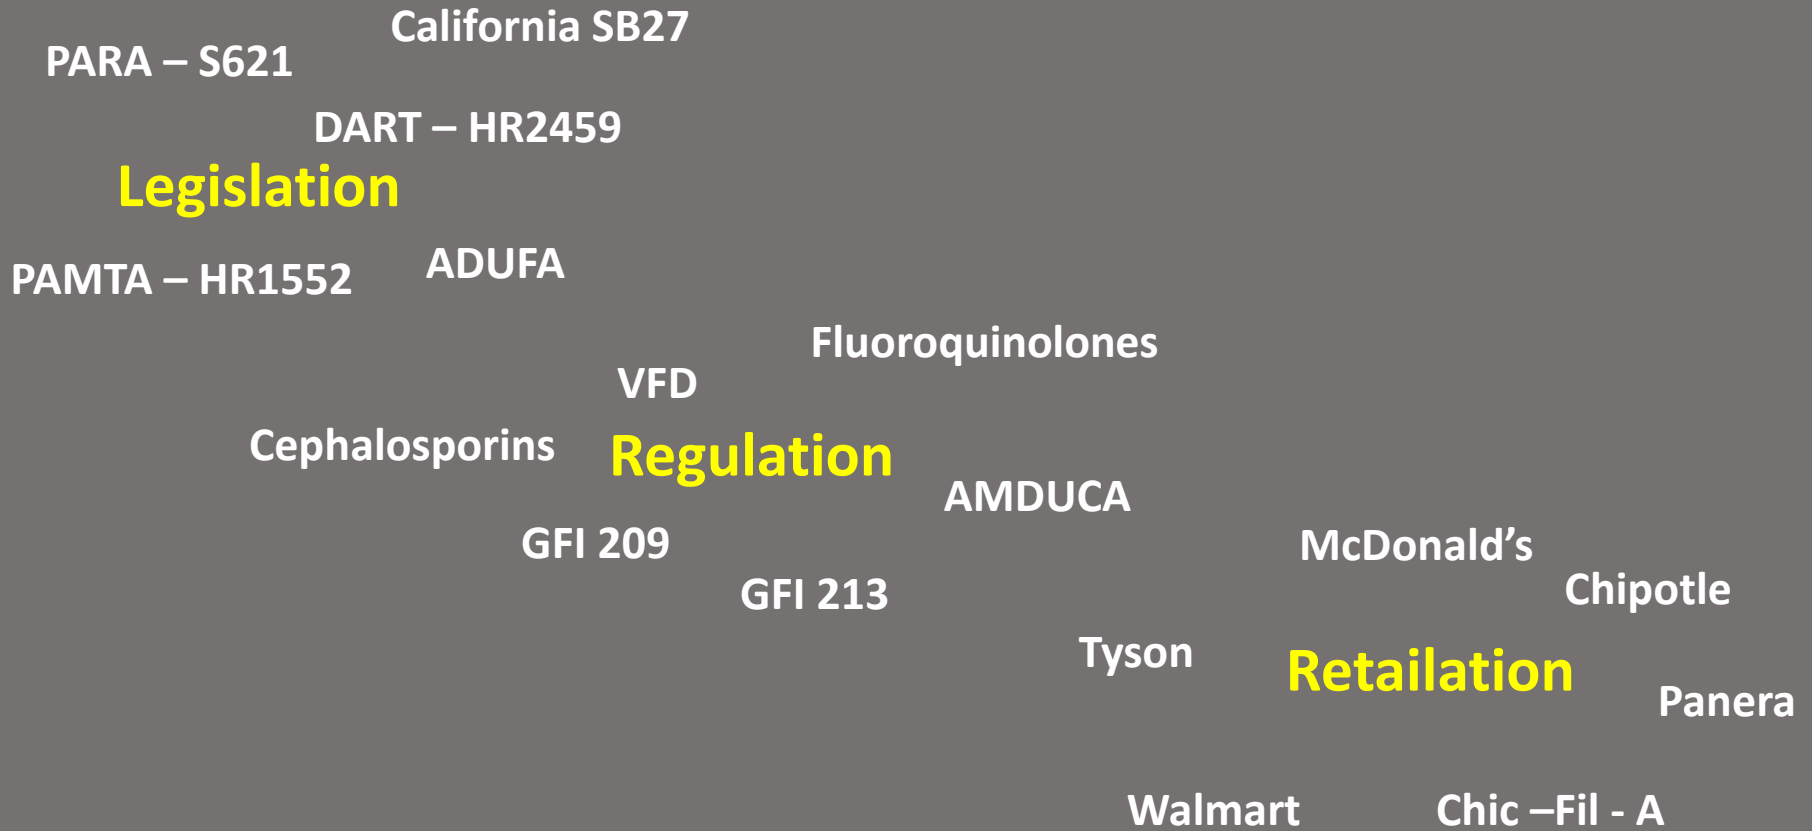 California SB27
PARA – S621
DART – HR2459
Legislation
ADUFA
PAMTA – HR1552
Fluoroquinolones
VFD
Cephalosporins
Regulation
AMDUCA
GFI 209
GFI 213
McDonald’s
Chipotle
Tyson
Retailation
Panera
Walmart
Chic –Fil - A